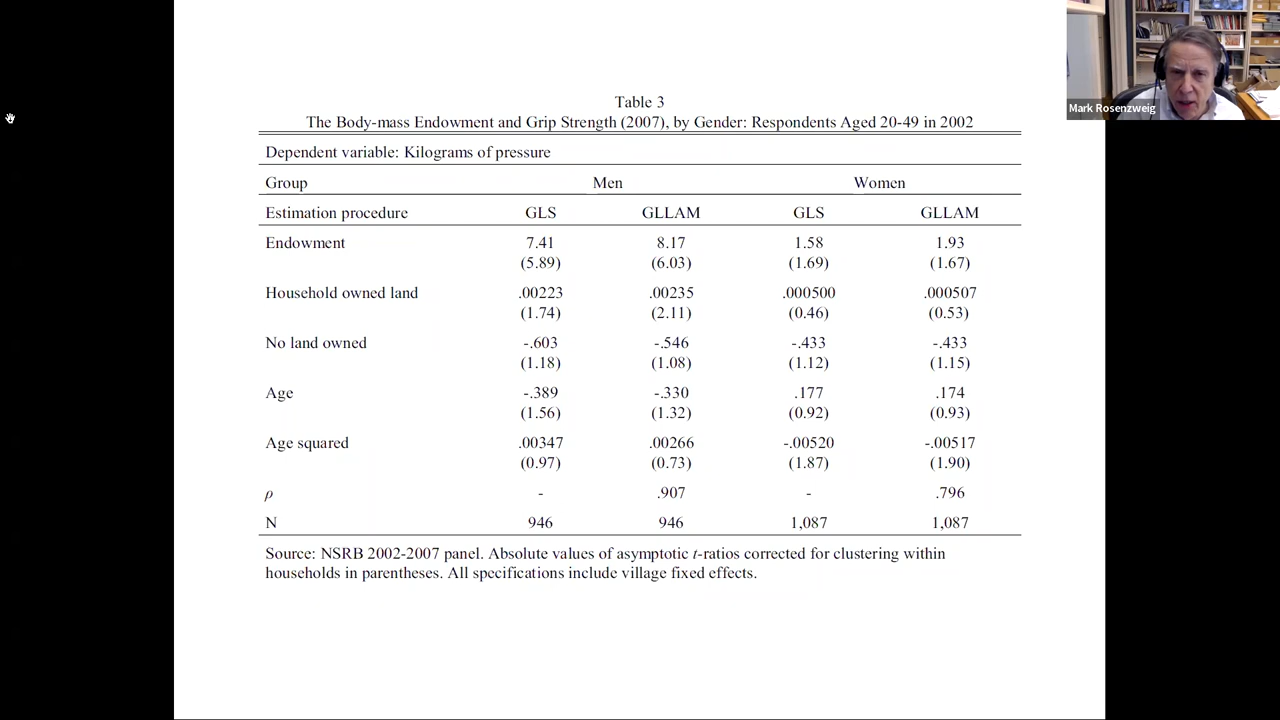 Mark Rosenzweig
Table 3
The Body-mass Endowment and Grip Strength (2007), by Gender: Respondents Aged 20-49 in 2002
Dependent variable: Kilograms of pressure
Group Men Women
Estimation procedure GLS GLLAM GLS GLLAM
Endowment 7.41 8.17 1.58 1.93
(5.89) (6.03) (1.69) (1.67)
Household owned land .00223 .00235 .000500 .000507
(1.74) (2.11) (0.46) (0.53)
No land owned -.603 -.546 -.433 -.433
(1.18) (1.08) (1.12) (1.15)
Age -.389 -.330 .177 .174
(1.56) (1.32) (0.92) (0.93)
Age squared .00347 .00266 -.00520 -.00517
(0.97) (0.73) (1.87) (1.90)
ρ - .907 - .796
N 946 946 1,087 1,087
Source: NSRB 2002-2007 panel. Absolute values of asymptotic t-ratios corrected for clustering within
households in parentheses. All specifications include village fixed effects.